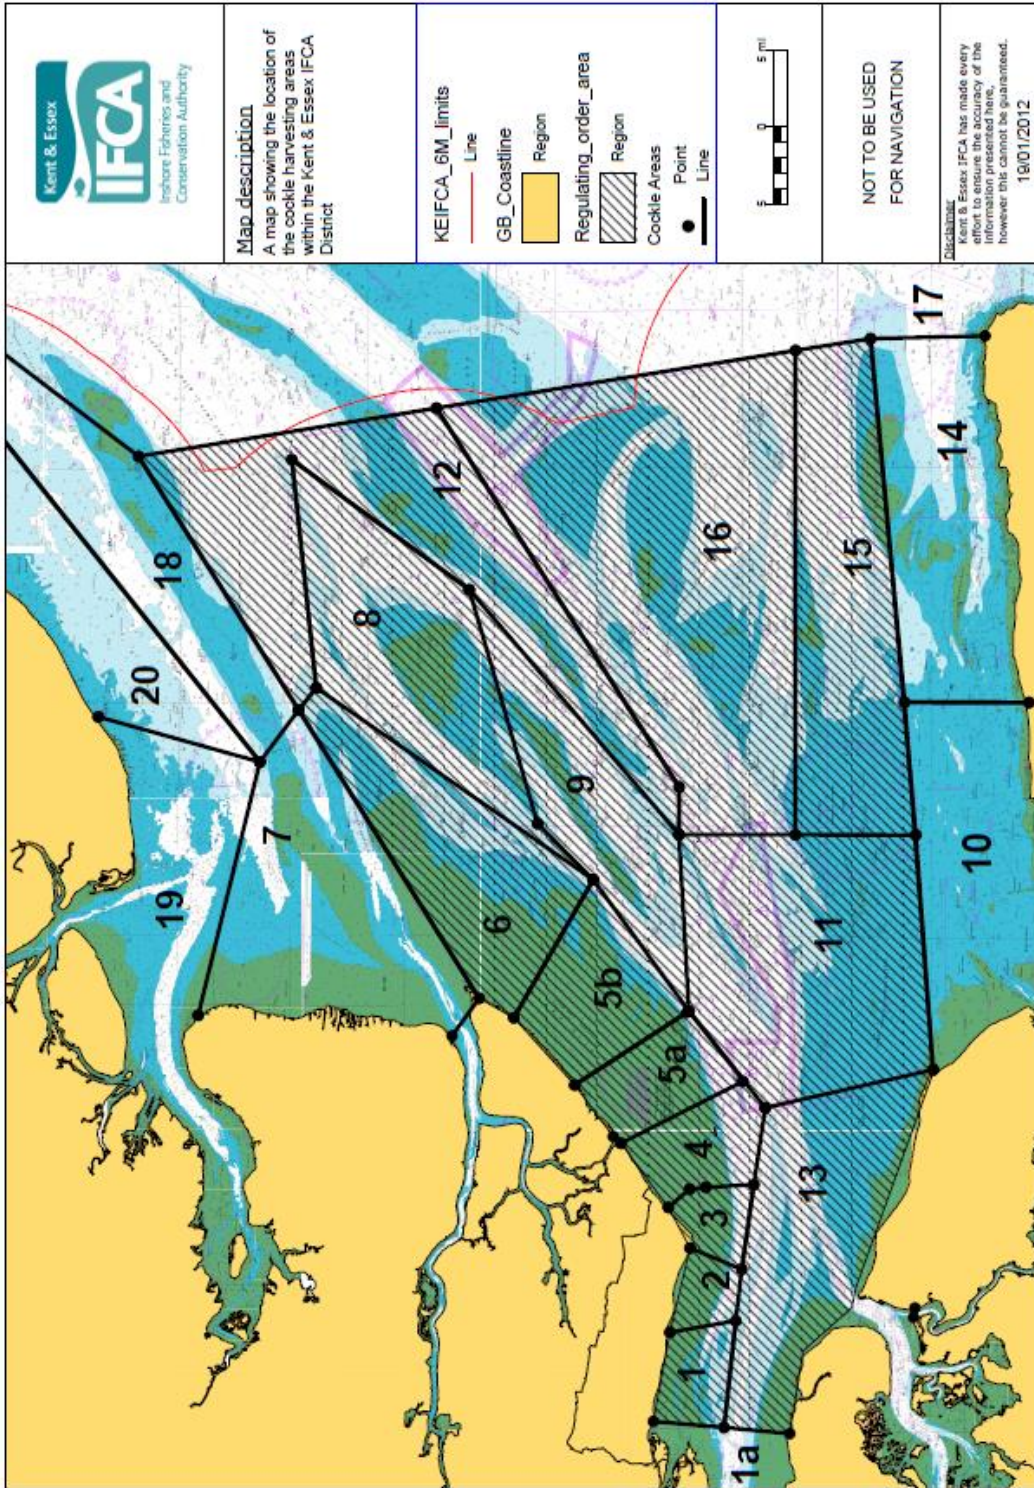 Kent & Essex
IFCA
Inshore Fisheries and
Conservation Authority
Map description
A map showing the location of
the cockle harvesting areas
within the Kent & Essex IFCA
District
KEIFCA_6M_limits
Line
GB_Coastline
Region
Regulating_order_area
Region
Cockle Areas
Point
Line
5 0 5 mi
NOT TO BE USED
FOR NAVIGATION
Disclaimer
Kent & Essex IFCA has made every
effort to ensure the accuracy of the
information presented here,
however this cannot be guaranteed.
19/01/2012
20
18
19
7
8
12
6
9
16
5b
5a
15
17
14
4
3
2
1
1a
13
11
10